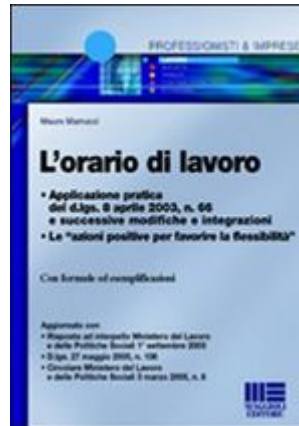 PROFESSIONISTI & IMPRESE
Mauro Marrucci
L'orario di lavoro
• Applicazione pratica
del d.lgs. 8 aprile 2003, n. 66
e successive modifiche e integrazioni
• Le "azioni positive per favorire la flessibilità"
Con formule ed esemplificazioni
Aggiornato con:
• Risposta ad interpello Ministero del Lavoro
e delle Politiche Sociali 1° settembre 2005
• D.lgs. 27 maggio 2005, n. 108
• Circolare Ministero del Lavoro
e delle Politiche Sociali 3 marzo 2005, n. 8
MAGGIOLI
EDITORE